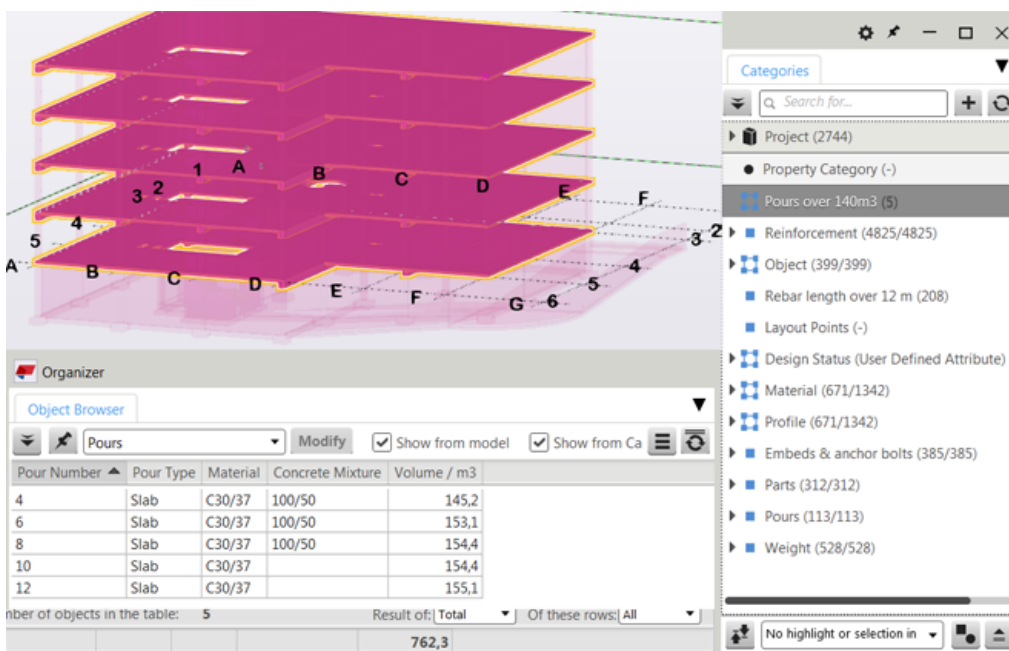 1 A B C D E F
3 2
4
5
A B C D E F G 6 5 4 3 2
Organizer
Object Browser
Pours Modify Show from model Show from Ca
Pour Number Pour Type Material Concrete Mixture Volume / m3
4 Slab C30/37 100/50 145,2
6 Slab C30/37 100/50 153,1
8 Slab C30/37 100/50 154,4
10 Slab C30/37 154,4
12 Slab C30/37 155,1
nber of objects in the table: 5 Result of: Total Of these rows: All
762,3
Categories
Search for...
Project (2744)
Property Category (-)
Pours over 140m3 (5)
Reinforcement (4825/4825)
Object (399/399)
Rebar length over 12 m (208)
Layout Points (-)
Design Status (User Defined Attribute)
Material (671/1342)
Profile (671/1342)
Embeds & anchor bolts (385/385)
Parts (312/312)
Pours (113/113)
Weight (528/528)
No highlight or selection in